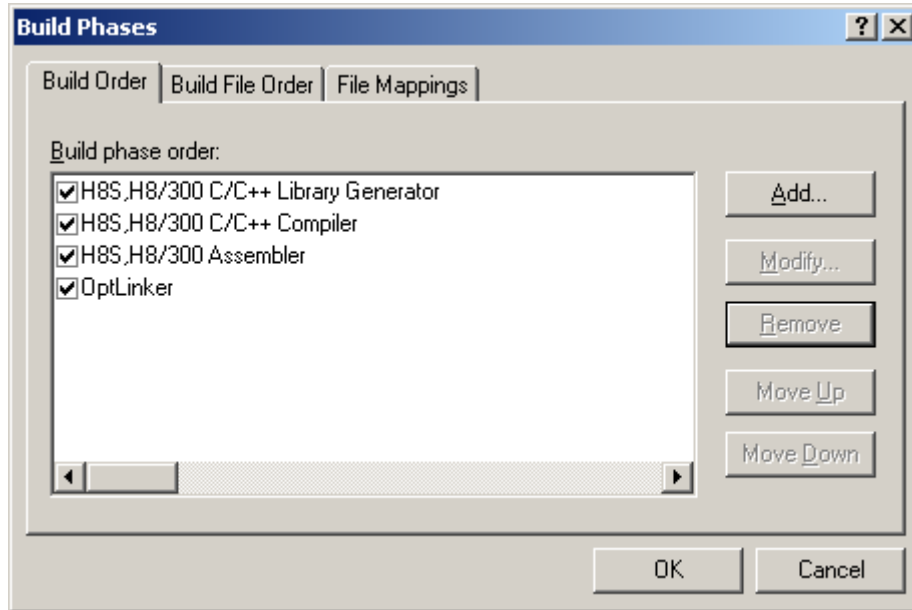 Build Phases
Build Order
Build File Order
File Mappings
Build phase order:
H8S,H8/300 C/C++ Library Generator
H8S,H8/300 C/C++ Compiler
H8S,H8/300 Assembler
OptLinker
Add...
Modify...
Remove
Move Up
Move Down
OK
Cancel